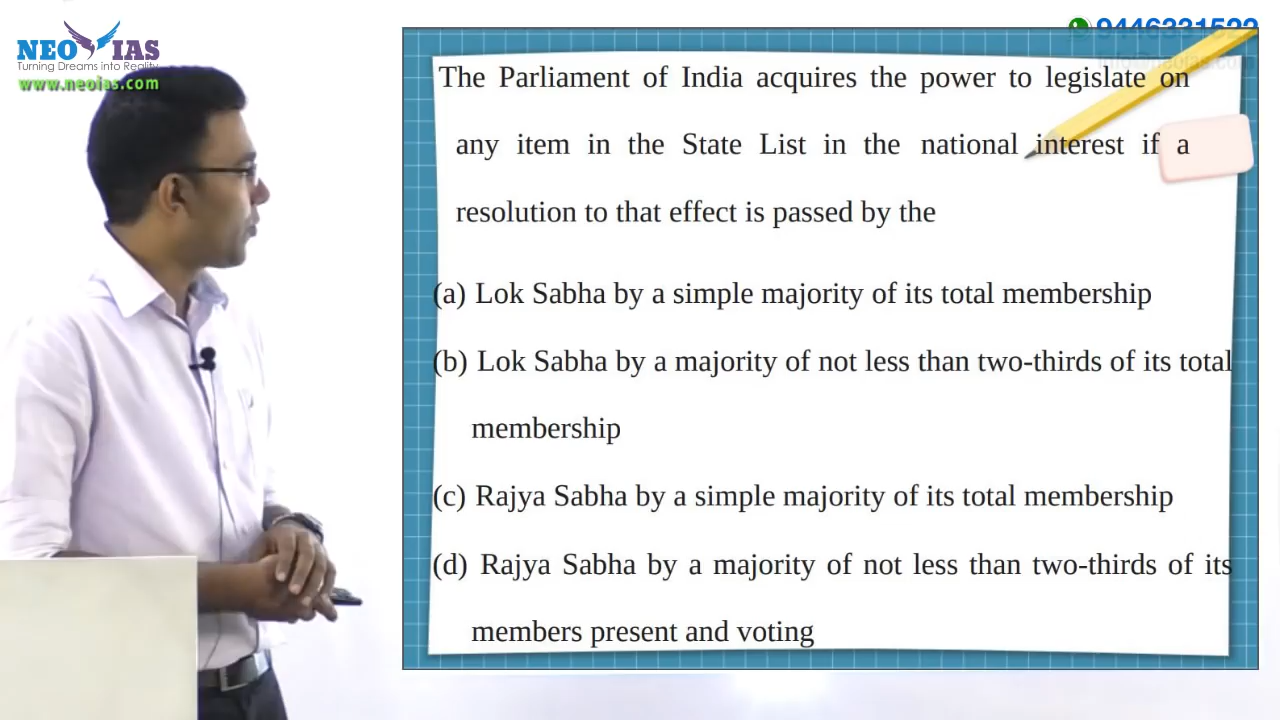 NEO IAS
Turning Dreams into Reality
www.neoias.com
9446331522
info@neoias.com
The Parliament of India acquires the power to legislate on
any item in the State List in the national interest if a
resolution to that effect is passed by the
(a) Lok Sabha by a simple majority of its total membership
(b) Lok Sabha by a majority of not less than two-thirds of its total
membership
(c) Rajya Sabha by a simple majority of its total membership
(d) Rajya Sabha by a majority of not less than two-thirds of its
members present and voting